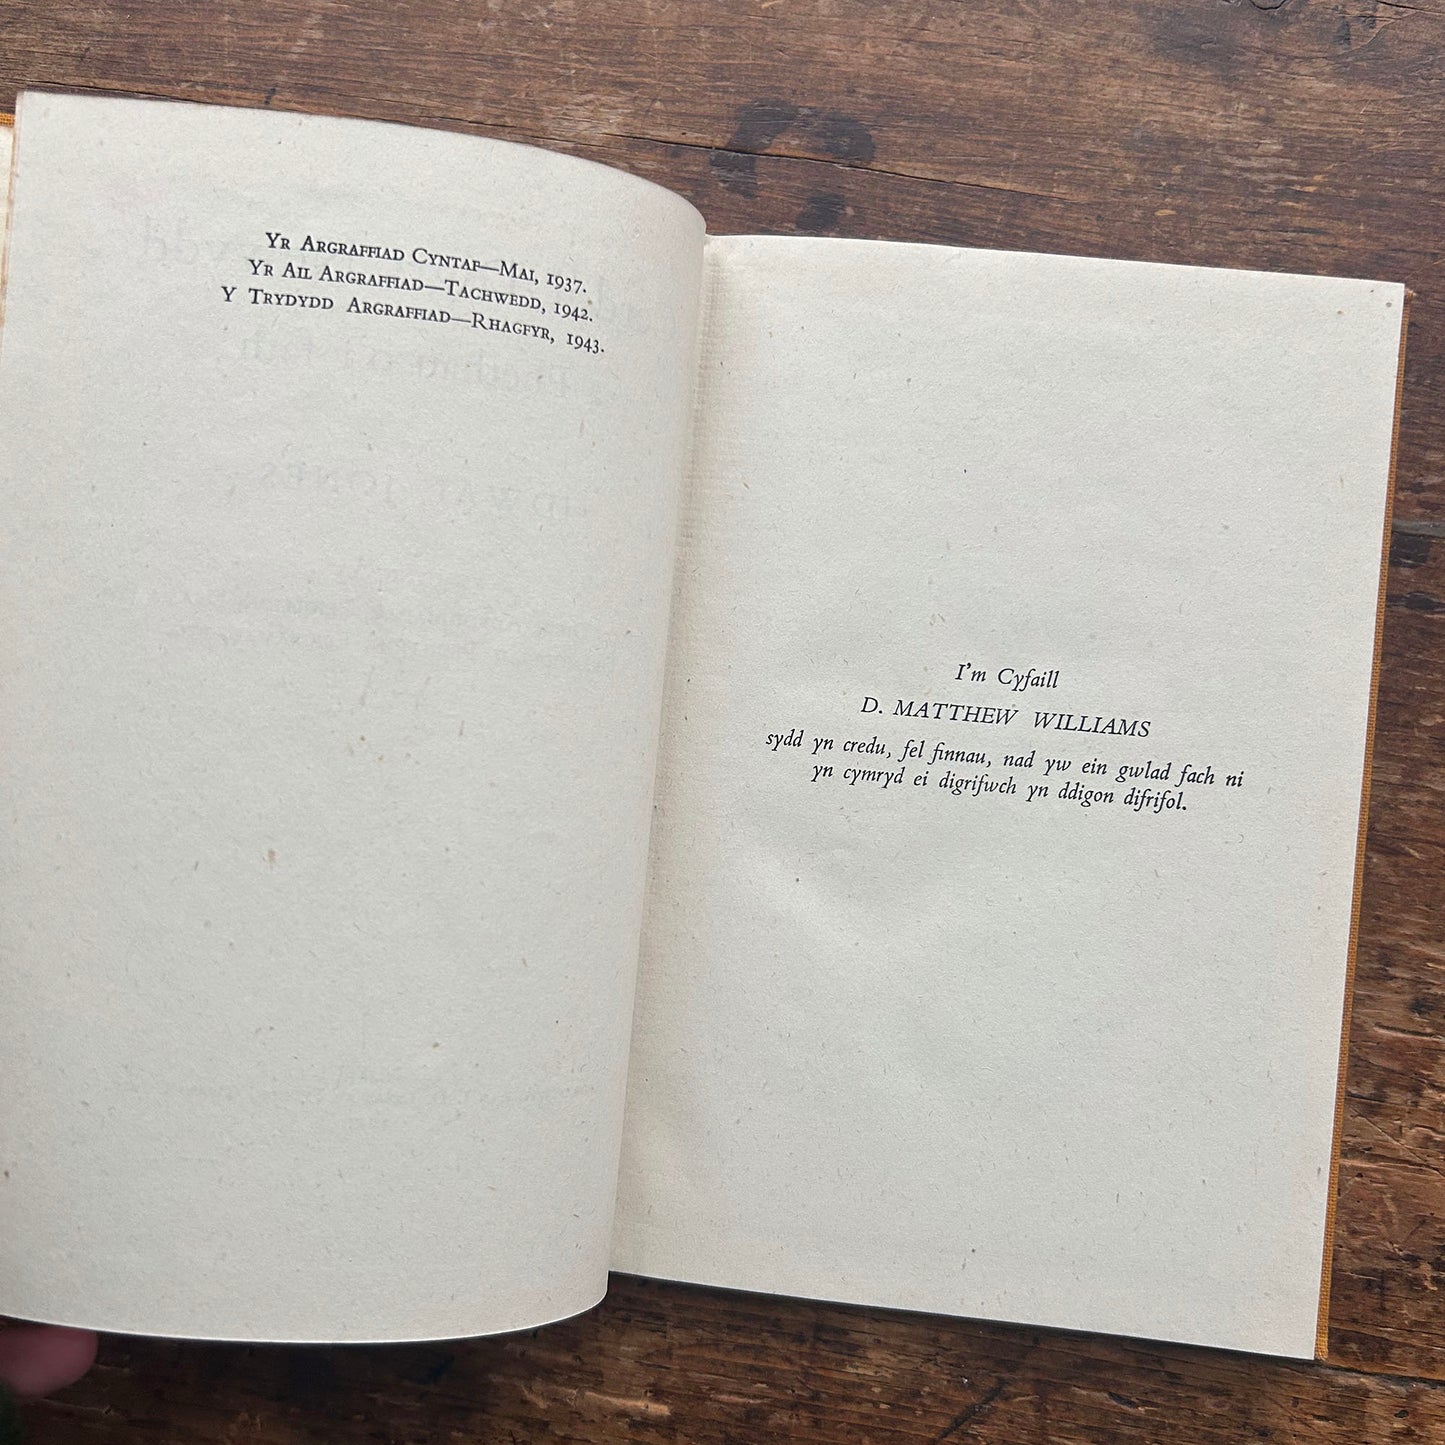 Yr Argraffiad Cyntaf—Mai, 1937.
Yr Ail Argraffiad—Tachwedd, 1942.
Y Trydydd Argraffiad—Rhagfyr, 1943.
I'm Cyfaill
D. MATTHEW WILLIAMS
sydd yn credu, fel finnau, nad yw ein gwlad fach ni
yn cymryd ei digrifwch yn ddigon difrifol.